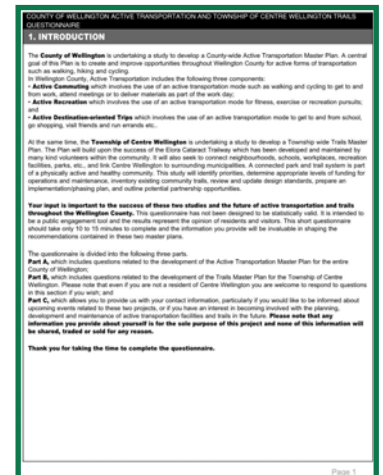 COUNTY OF WELLINGTON ACTIVE TRANSPORTATION AND TOWNSHIP OF CENTRE WELLINGTON TRAILS
QUESTIONNAIRE
1. INTRODUCTION
The County of Wellington is undertaking a study to develop a County-wide Active Transportation Master Plan. A central
goal of this Plan is to create and improve opportunities throughout Wellington County for active forms of transportation
such as walking, hiking and cycling.
In Wellington County, Active Transportation includes the following three components:
• Active Commuting which involves the use of an active transportation mode such as walking and cycling to get to and
from work, attend meetings or to deliver materials as part of the work day;
• Active Recreation which involves the use of an active transportation mode for fitness, exercise or recreation pursuits;
and
• Active Destination-oriented Trips which involves the use of an active transportation mode to get to and from school,
go shopping, visit friends and run errands etc..
At the same time, the Township of Centre Wellington is undertaking a study to develop a Township wide Trails Master
Plan. The Plan will build upon the success of the Elora Cataract Trailway which has been developed and maintained by
many kind volunteers within the community. It will also seek to connect neighbourhoods, schools, workplaces, recreation
facilities, parks, etc., and link Centre Wellington to surrounding municipalities. A connected park and trail system is part
of a physically active and healthy community. This study will identify priorities, determine appropriate levels of funding for
operations and maintenance, inventory existing community trails, review and update design standards, prepare an
implementation/phasing plan, and outline potential partnership opportunities.
Your input is important to the success of these two studies and the future of active transportation and trails
throughout the Wellington County. This questionnaire has not been designed to be statistically valid. It is intended to
be a public engagement tool and the results represent the opinion of residents and visitors. This short questionnaire
should take only 10 to 15 minutes to complete and the information you provide will be invaluable in shaping the
recommendations contained in these two master plans.
The questionnaire is divided into the following three parts.
Part A, which includes questions related to the development of the Active Transportation Master Plan for the entire
County of Wellington;
Part B, which includes questions related to the development of the Trails Master Plan for the Township of Centre
Wellington. Please note that even if you are not a resident of Centre Wellington you are welcome to respond to questions
in this section if you wish; and
Part C, which allows you to provide us with your contact information, particularly if you would like to be informed about
upcoming events related to these two projects, or if you have an interest in becoming involved with the planning,
development and maintenance of active transportation facilities and trails in the future. Please note that any
information you provide about yourself is for the sole purpose of this project and none of this information will
be shared, traded or sold for any reason.
Thank you for taking the time to complete the questionnaire.
Page 1